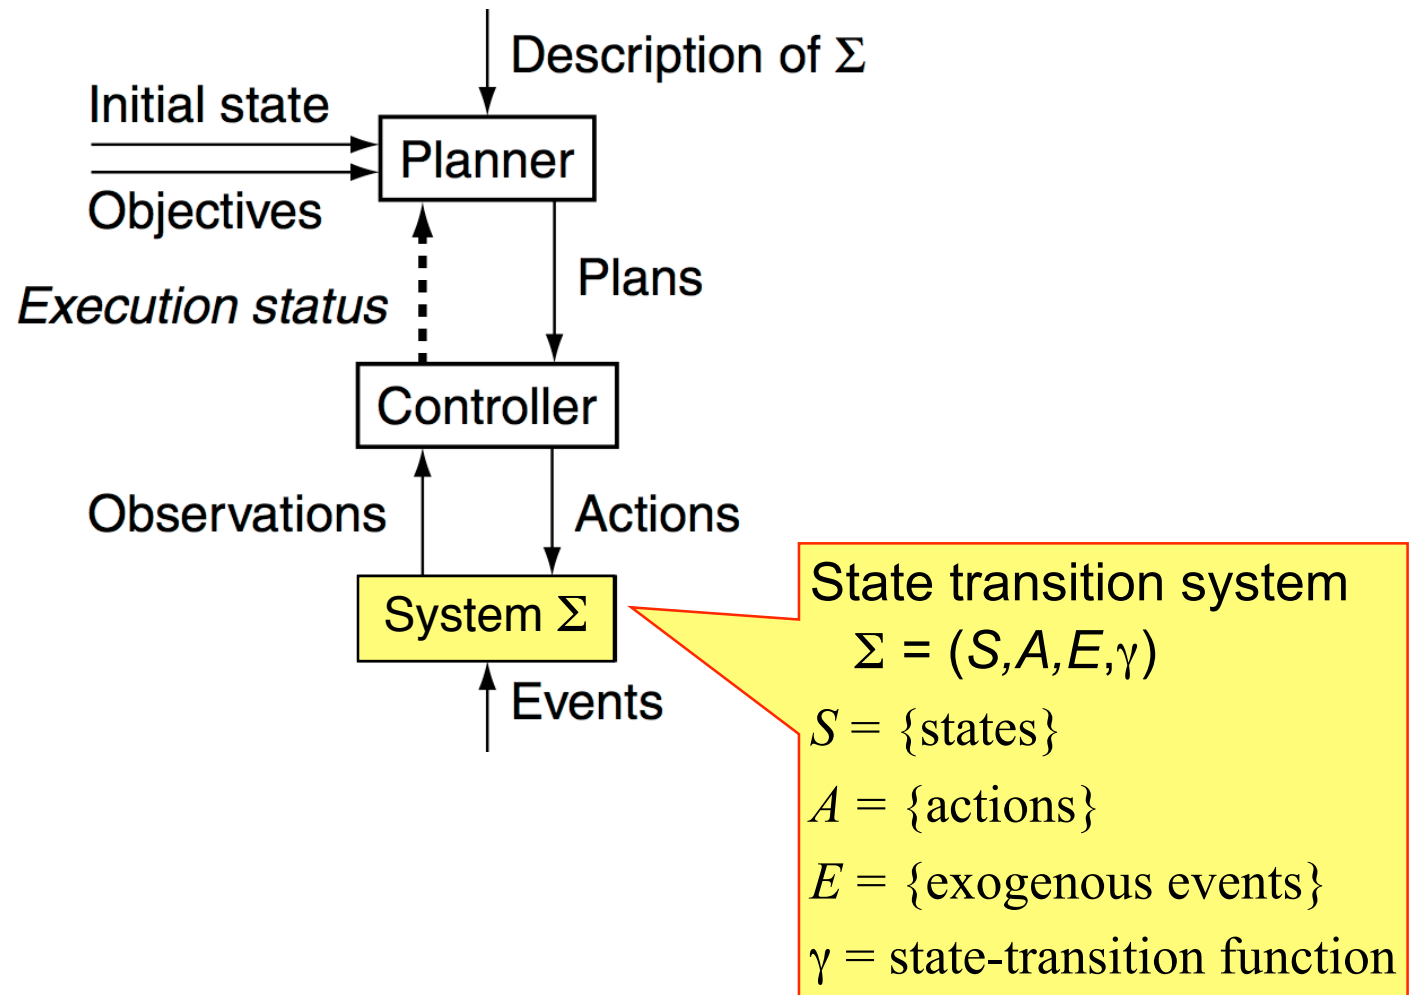 Description of Σ
Initial state
Planner
Objectives
Plans
Execution status
Controller
Observations
Actions
System Σ
Events
State transition system
Σ = (S,A,E,γ)
S = {states}
A = {actions}
E = {exogenous events}
γ = state-transition function